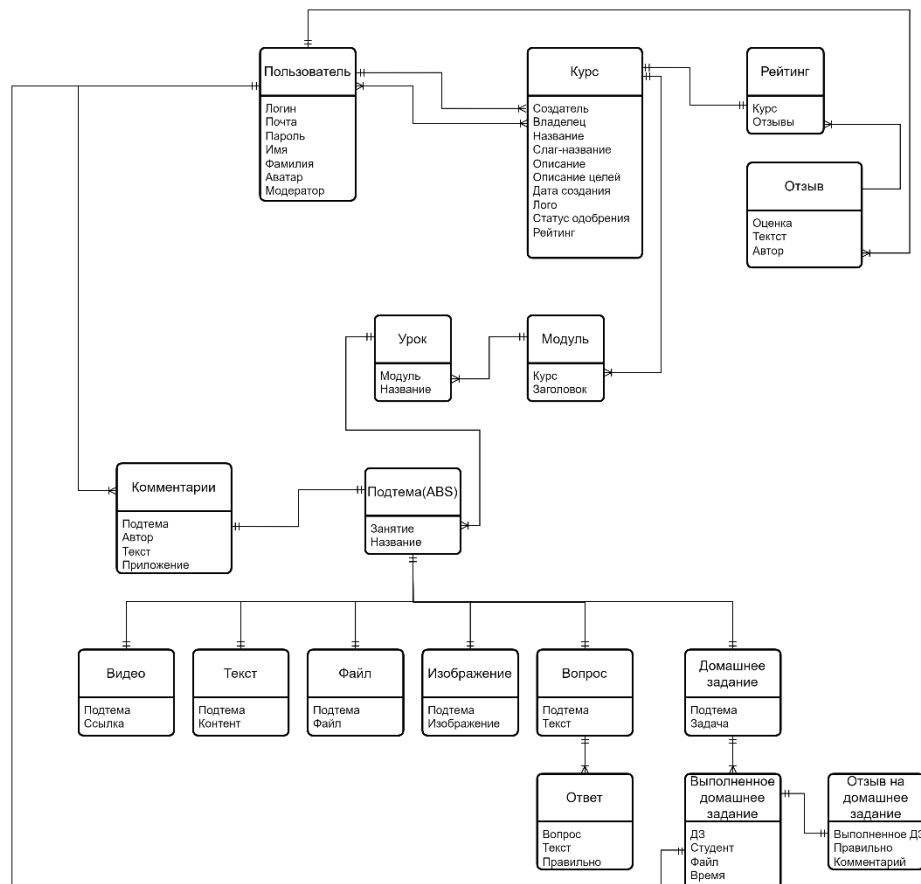 Пользователь
Логин
Почта
Пароль
Имя
Фамилия
Аватар
Модератор
Курс
Создатель
Владелец
Название
Слаг-название
Описание
Описание целей
Дата создания
Лого
Статус одобрения
Рейтинг
Рейтинг
Курс
Отзывы
Отзыв
Оценка
Тектст
Автор
Урок
Модуль
Название
Модуль
Курс
Заголовок
Комментарии
Подтема
Автор
Текст
Приложение
Подтема(ABS)
Занятие
Название
Видео
Подтема
Ссылка
Текст
Подтема
Контент
Файл
Подтема
Файл
Изображение
Подтема
Изображение
Вопрос
Подтема
Текст
Домашнее
задание
Подтема
Задача
Ответ
Вопрос
Текст
Правильно
Выполненное
домашнее
задание
ДЗ
Студент
Файл
Время
Отзыв на
домашнее
задание
Выполненное ДЗ
Правильно
Комментарий